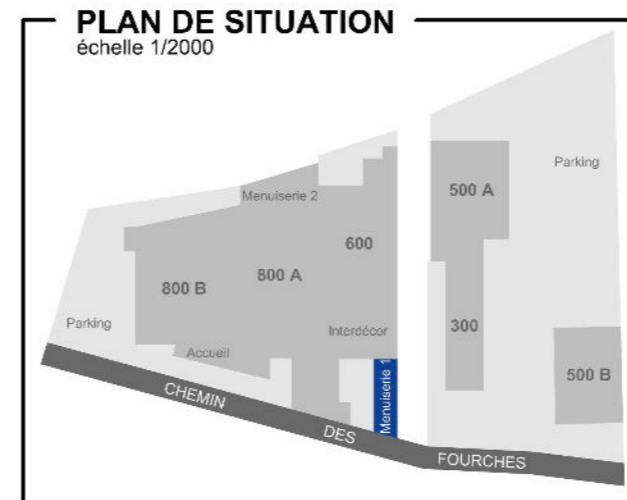 PLAN DE SITUATION
échelle 1/2000
Parking
500 A
Menuiserie 2
600
800 A
800 B
Parking
Interdécor
300
Accueil
500 B
Menuiserie 1
CHEMIN
DES
FOURCHES